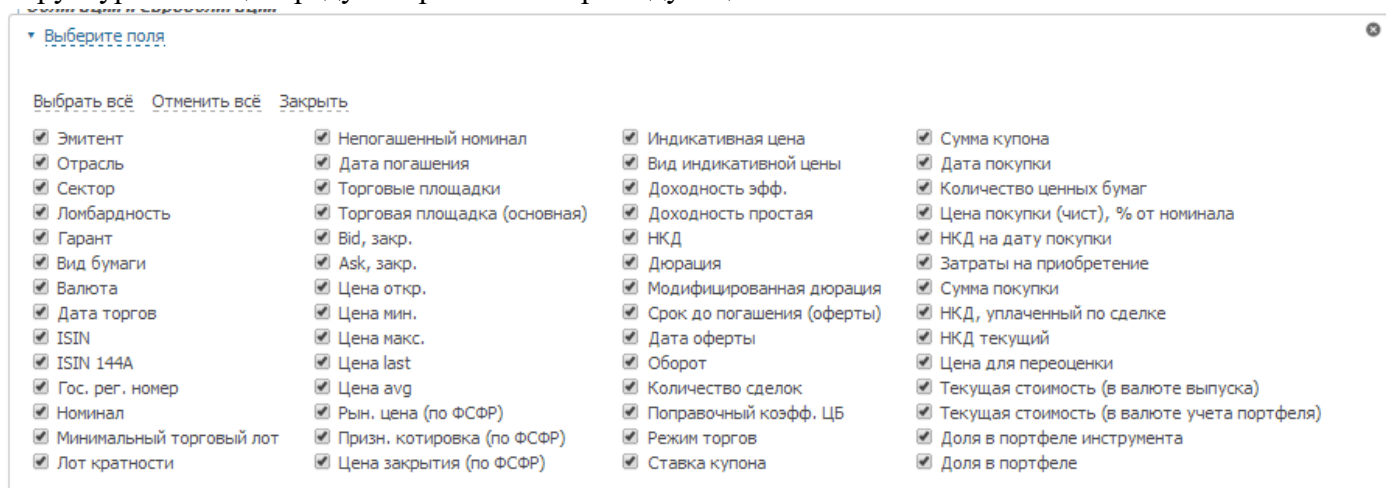 Выберите поля
Выбрать всё Отменить всё Закрыть
Эмитент Непогашенный номинал Индикативная цена Сумма купона
Отрасль Дата погашения Вид индикативной цены Дата покупки
Сектор Торговые площадки Доходность эфф. Количество ценных бумаг
Ломбардность Торговая площадка (основная) Доходность простая Цена покупки (чист), % от номинала
Гарант Bid, закр. НКД НКД на дату покупки
Вид бумаги Ask, закр. Дюрация Затраты на приобретение
Валюта Цена откр. Модифицированная дюрация Сумма покупки
Дата торгов Цена мин. Срок до погашения (оферты) НКД, уплаченный по сделке
ISIN Цена макс. Дата оферты НКД текущий
ISIN 144A Цена last Оборот Цена для переоценки
Гос. рег. номер Цена avg Количество сделок Текущая стоимость (в валюте выпуска)
Номинал Рын. цена (по ФСФР) Поправочный коэфф. ЦБ Текущая стоимость (в валюте учета портфеля)
Минимальный торговый лот Призн. котировка (по ФСФР) Режим торгов Доля в портфеле инструмента
Лот кратности Цена закрытия (по ФСФР) Ставка купона Доля в портфеле